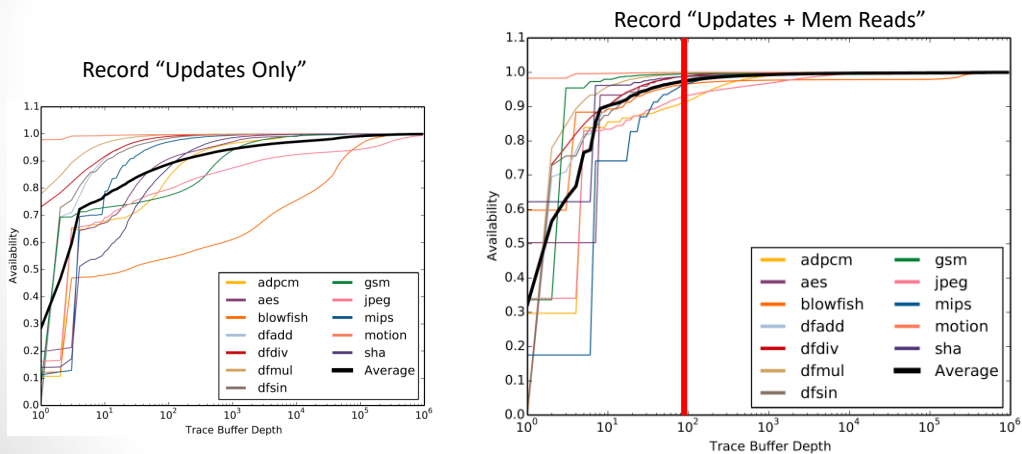 Record “Updates Only”
1.1
1.0
0.9
0.8
0.7
0.6
0.5
0.4
0.3
0.2
0.1
0.0
Availability
10^0
10^1
10^2
10^3
10^4
10^5
10^6
Trace Buffer Depth
adpcm
aes
blowfish
dfadd
dfdiv
dfmul
dfsin
gsm
jpeg
mips
motion
sha
Average
Record “Updates + Mem Reads”
1.1
1.0
0.9
0.8
0.7
0.6
0.5
0.4
0.3
0.2
0.1
0.0
Availability
10^0
10^1
10^2
10^3
10^4
10^5
10^6
Trace Buffer Depth
adpcm
aes
blowfish
dfadd
dfdiv
dfmul
dfsin
gsm
jpeg
mips
motion
sha
Average